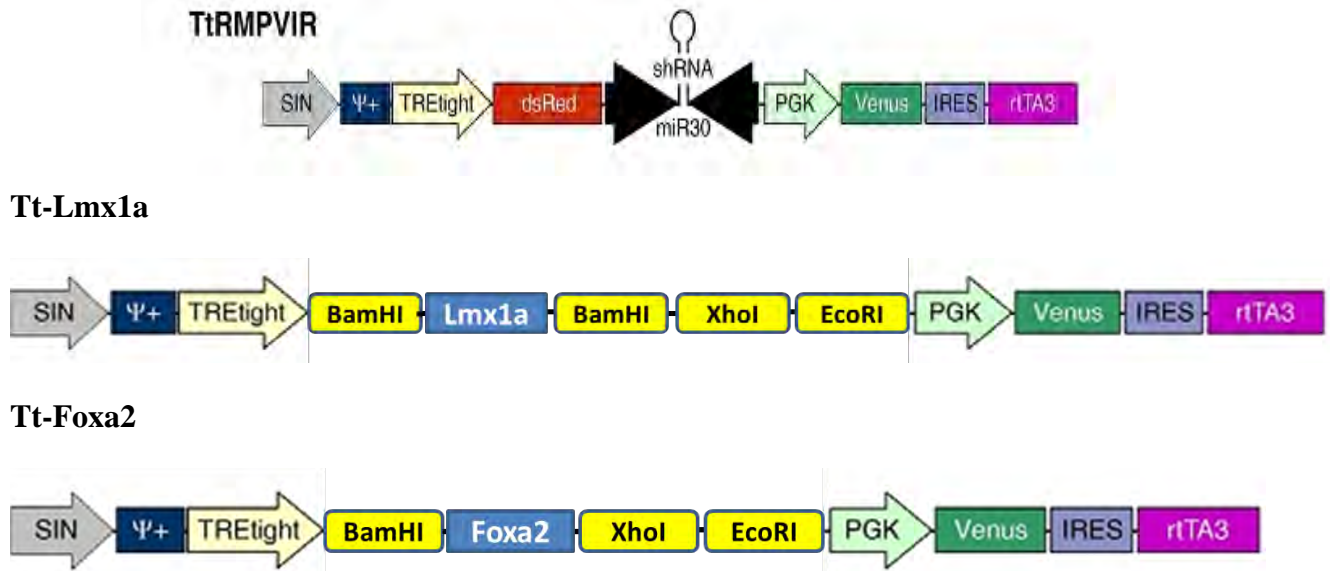 TtRMPVIR
shRNA
SIN Ψ+ TREtight dsRed PGK Venus IRES rtTA3
miR30
Tt-Lmx1a
SIN Ψ+ TREtight BamHI Lmx1a BamHI XhoI EcoRI PGK Venus IRES rtTA3
Tt-Foxa2
SIN Ψ+ TREtight BamHI Foxa2 XhoI EcoRI PGK Venus IRES rtTA3